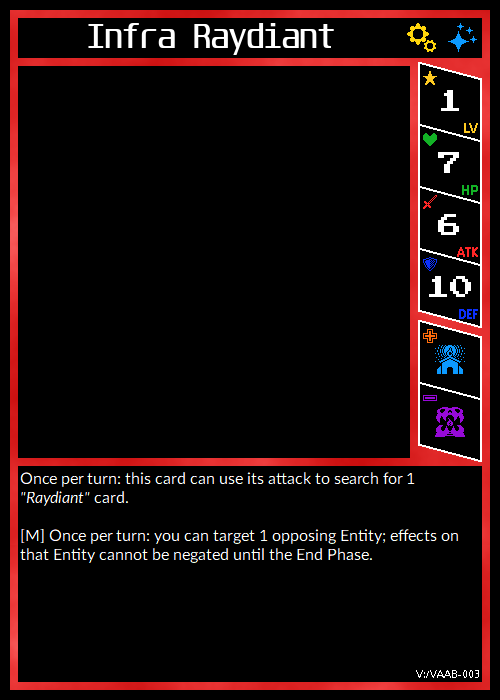 Infra Raydiant
1
LV
7
HP
6
ATK
10
DEF
Once per turn: this card can use its attack to search for 1
"Raydiant" card.
[M] Once per turn: you can target 1 opposing Entity; effects on
that Entity cannot be negated until the End Phase.
V:/VAAB-003